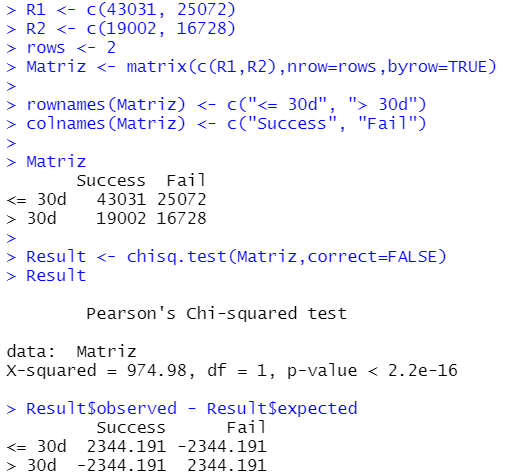 > R1 <- c(43031, 25072)
> R2 <- c(19002, 16728)
> rows <- 2
> Matriz <- matrix(c(R1,R2),nrow=rows,byrow=TRUE)
>
> rownames(Matriz) <- c("<= 30d", "> 30d")
> colnames(Matriz) <- c("Success", "Fail")
>
> Matriz
       Success  Fail
<= 30d   43031 25072
> 30d    19002 16728
>
> Result <- chisq.test(Matriz,correct=FALSE)
> Result

        Pearson's Chi-squared test

data:  Matriz
X-squared = 974.98, df = 1, p-value < 2.2e-16

> Result$observed - Result$expected
         Success      Fail
<= 30d  2344.191 -2344.191
> 30d  -2344.191  2344.191